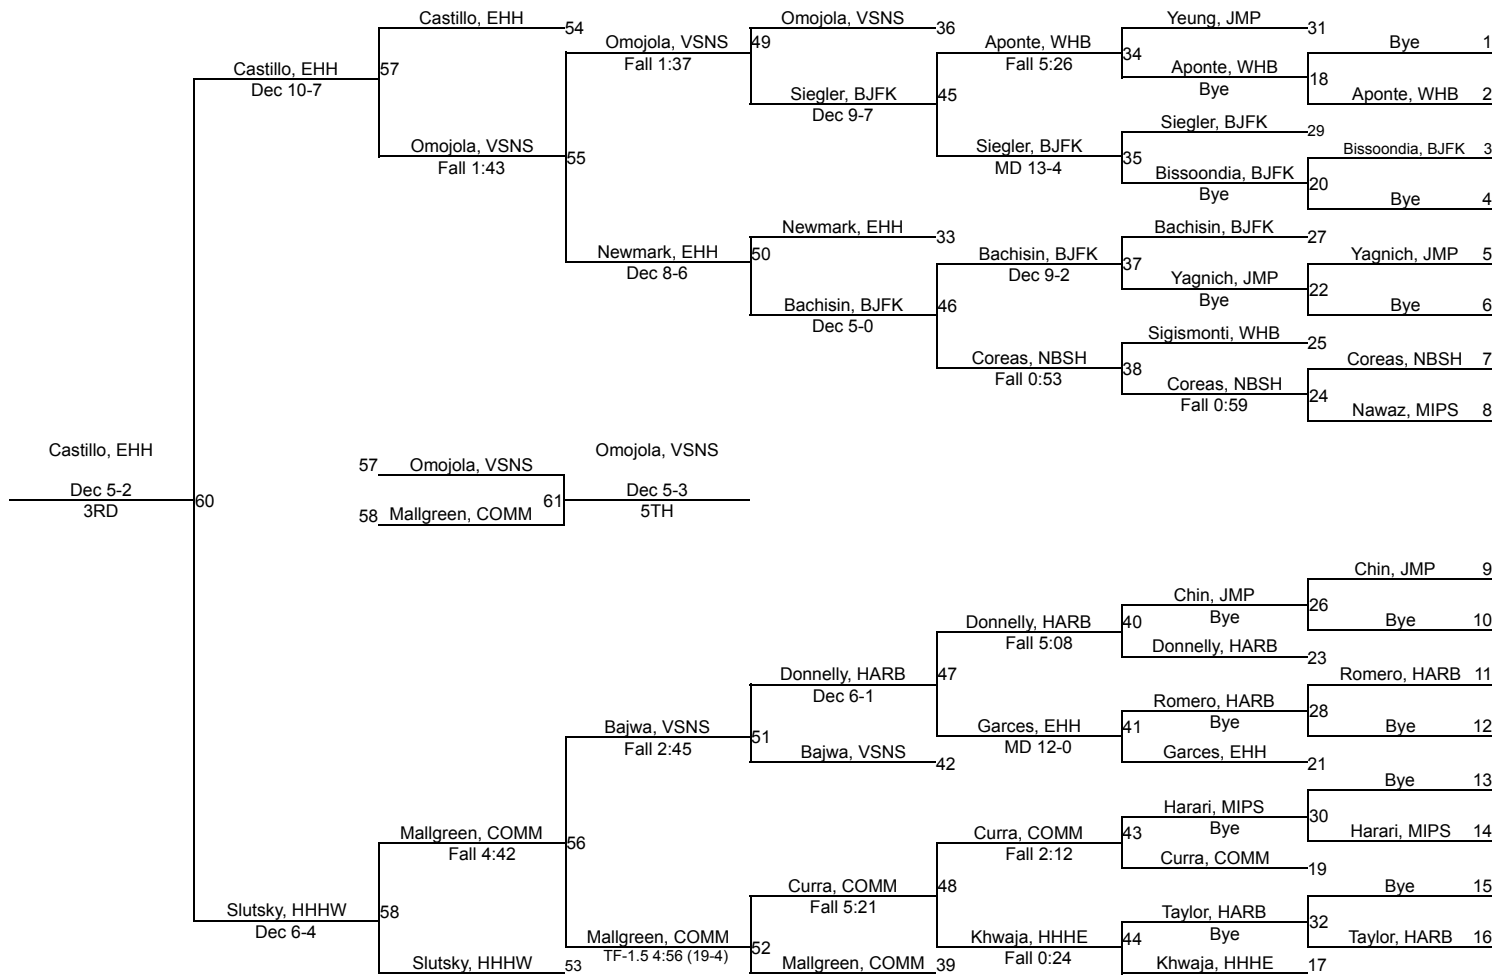 Castillo, EHH
54
Omojola, VSNS
36
Yeung, JMP
31
Omojola, VSNS
Fall 1:37
49
Aponte, WHB
Fall 5:26
34
Bye 1
Castillo, EHH
Dec 10-7
57
Aponte, WHB
Bye
18
Siegler, BJFK
Dec 9-7
45
Aponte, WHB 2
Siegler, BJFK
29
Omojola, VSNS
Fall 1:43
55
Siegler, BJFK
MD 13-4
35
Bissoondia, BJFK 3
Bissoondia, BJFK
Bye
20
Bye 4
Newmark, EHH
33
Bachisin, BJFK
27
Newmark, EHH
Dec 8-6
50
Bachisin, BJFK
Dec 9-2
37
Yagnich, JMP 5
Yagnich, JMP
Bye
22
Bachisin, BJFK
Dec 5-0
46
Bye 6
Sigismonti, WHB
25
Coreas, NBSH
Fall 0:53
38
Coreas, NBSH 7
Coreas, NBSH
Fall 0:59
24
Nawaz, MIPS 8
Castillo, EHH
Dec 5-2
3RD
60
57 Omojola, VSNS
58 Mallgreen, COMM
61
Omojola, VSNS
Dec 5-3
5TH
Chin, JMP 9
Chin, JMP
Bye
26
Donnelly, HARB
Fall 5:08
40
Bye 10
Donnelly, HARB
23
Donnelly, HARB
Dec 6-1
47
Romero, HARB 11
Romero, HARB
Bye
28
Bajwa, VSNS
Fall 2:45
51
Garces, EHH
MD 12-0
41
Bye 12
Bajwa, VSNS
42
Garces, EHH
21
Bye 13
Harari, MIPS
Bye
30
Mallgreen, COMM
Fall 4:42
56
Curra, COMM
Fall 2:12
43
Harari, MIPS 14
Curra, COMM
19
Curra, COMM
Fall 5:21
48
Bye 15
Slutsky, HHHW
Dec 6-4
58
Taylor, HARB
Bye
32
Mallgreen, COMM
TF-1.5 4:56 (19-4)
52
Khwaja, HHHE
Fall 0:24
44
Taylor, HARB 16
Slutsky, HHHW
53
Mallgreen, COMM
39
Khwaja, HHHE
17